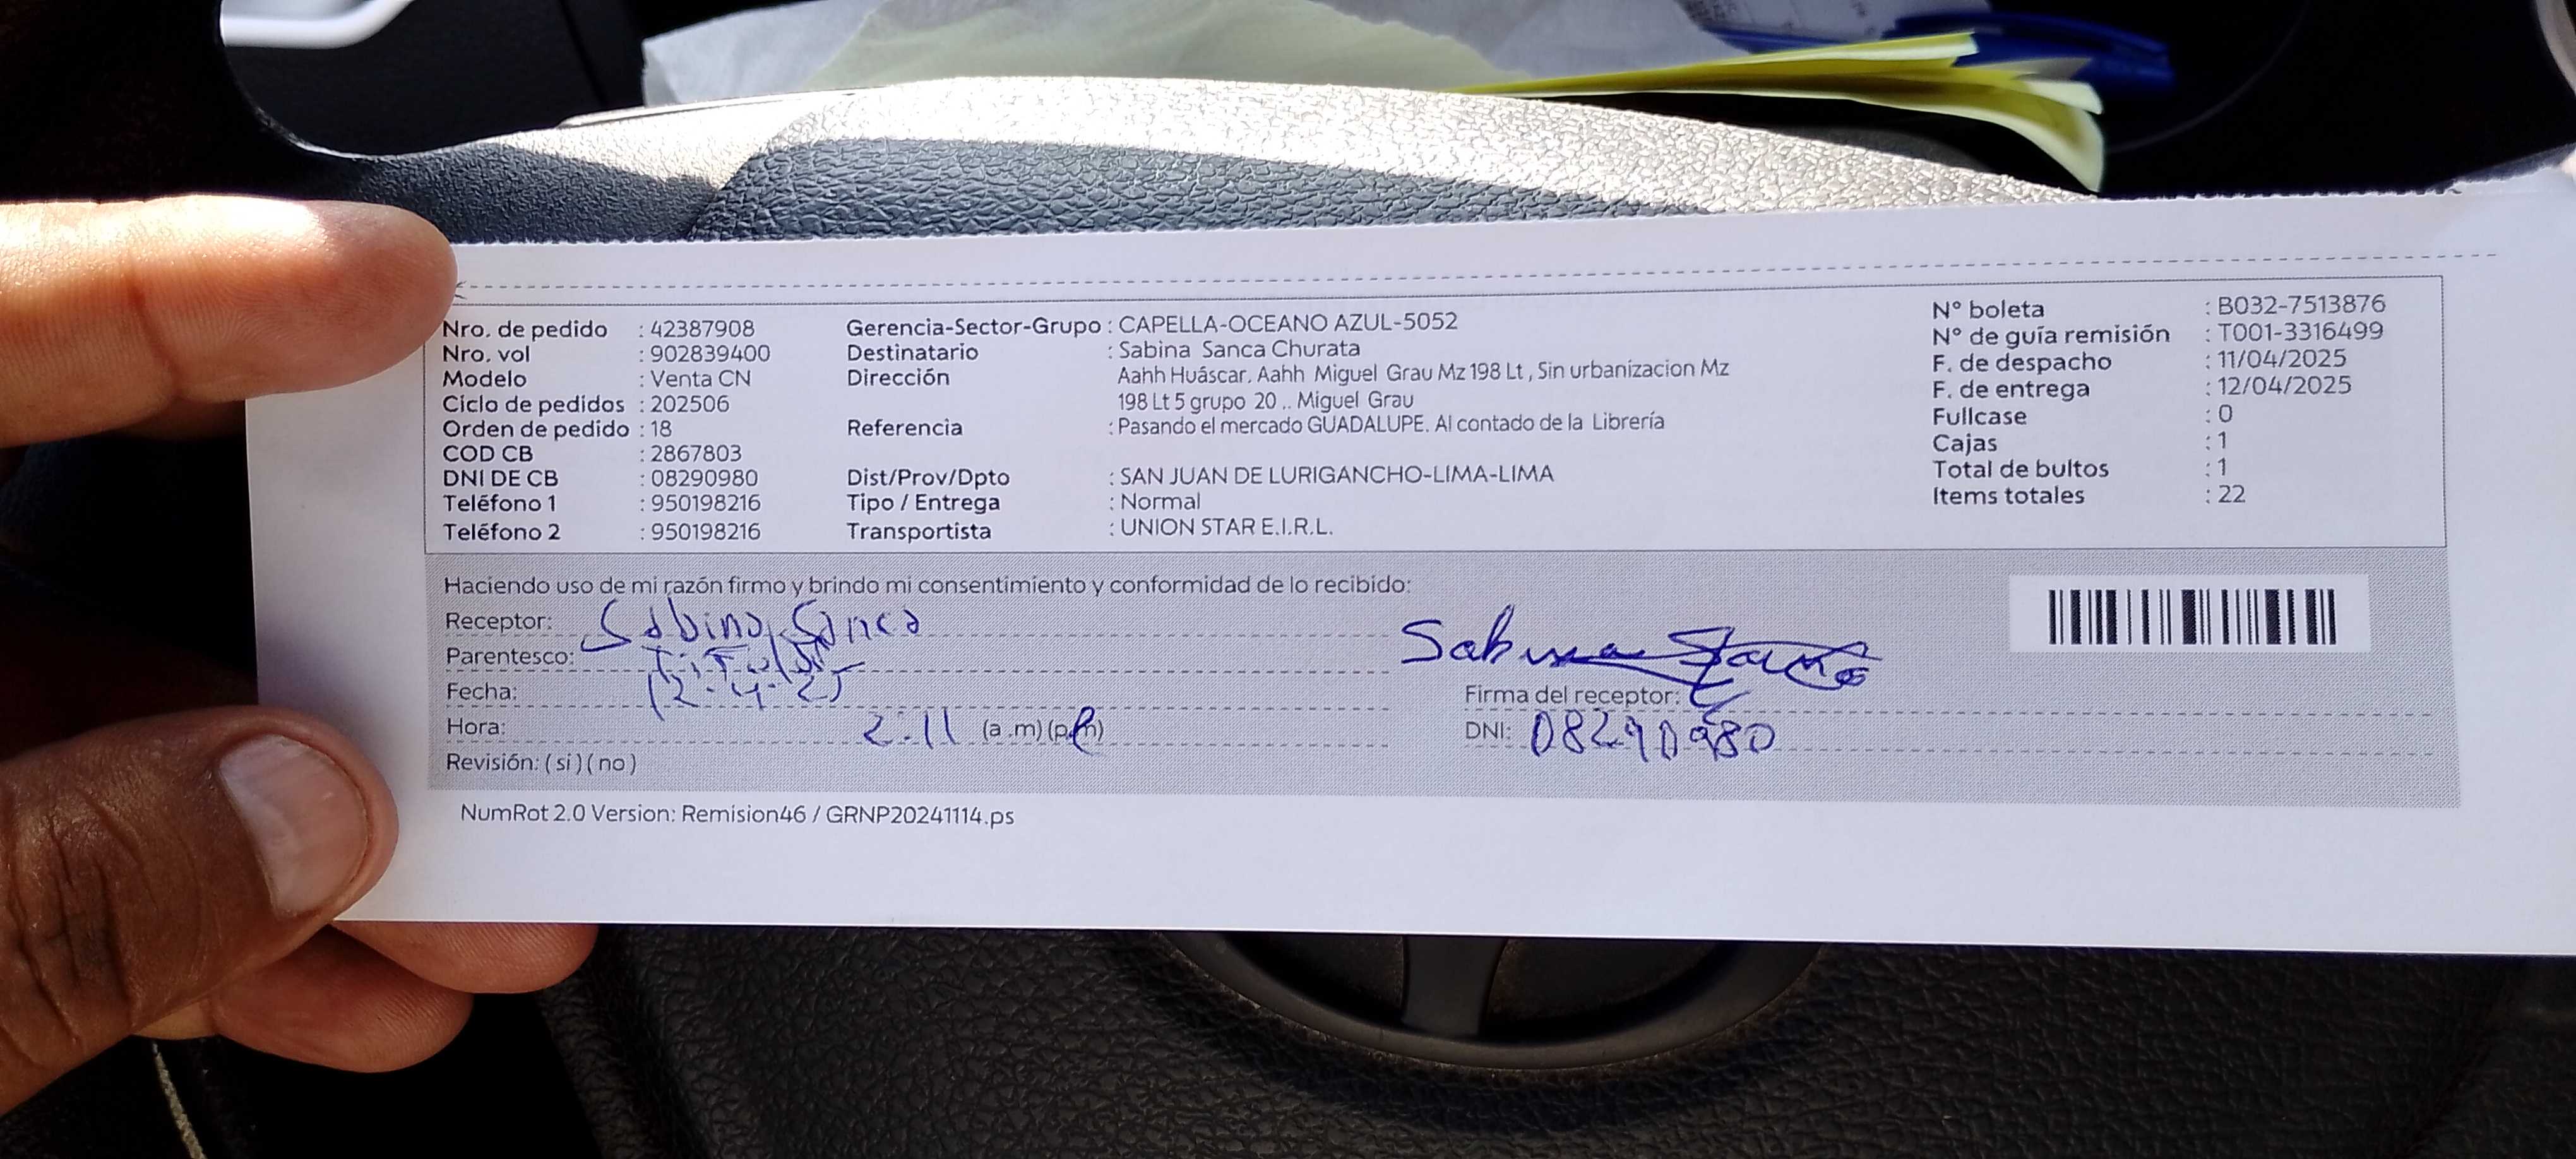 Nro. de pedido : 42387908
Nro. vol : 902839400
Modelo : Venta CN
Ciclo de pedidos : 202506
Orden de pedido : 18
COD CB : 2867803
DNI DE CB : 08290980
Teléfono 1 : 950198216
Teléfono 2 : 950198216
Gerencia-Sector-Grupo : CAPELLA-OCEANO AZUL-5052
Destinatario : Sabina Sanca Churata
Dirección Aahh Huáscar, Aahh Miguel Grau Mz 198 Lt , Sin urbanizacion Mz
198 Lt 5 grupo 20 .. Miguel Grau
Referencia : Pasando el mercado GUADALUPE. Al contado de la Librería
Dist/Prov/Dpto : SAN JUAN DE LURIGANCHO-LIMA-LIMA
Tipo / Entrega : Normal
Transportista : UNION STAR E.I.R.L.
N° boleta : B032-7513876
N° de guía remisión : T001-3316499
F. de despacho : 11/04/2025
F. de entrega : 12/04/2025
Fullcase : 0
Cajas : 1
Total de bultos : 1
Items totales : 22
Haciendo uso de mi razón firmo y brindo mi consentimiento y conformidad de lo recibido:
Receptor: Sabina Sanca
Parentesco: Titular
Fecha: 12.4.25
Hora: 2:11 (a.m)(p.m)
Revisión: ( si ) ( no )
Sabina Sanca
Firma del receptor:
DNI: 08290980
NumRot 2.0 Version: Remision46 / GRNP20241114.ps